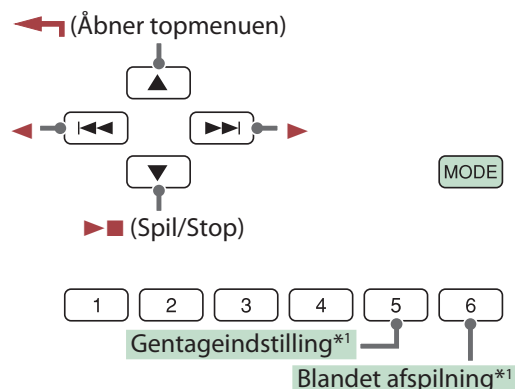 (Åbner topmenuen)
MODE
(Spil/Stop)
1 2 3 4 5 6
Gentageindstilling*1
Blandet afspilning*1